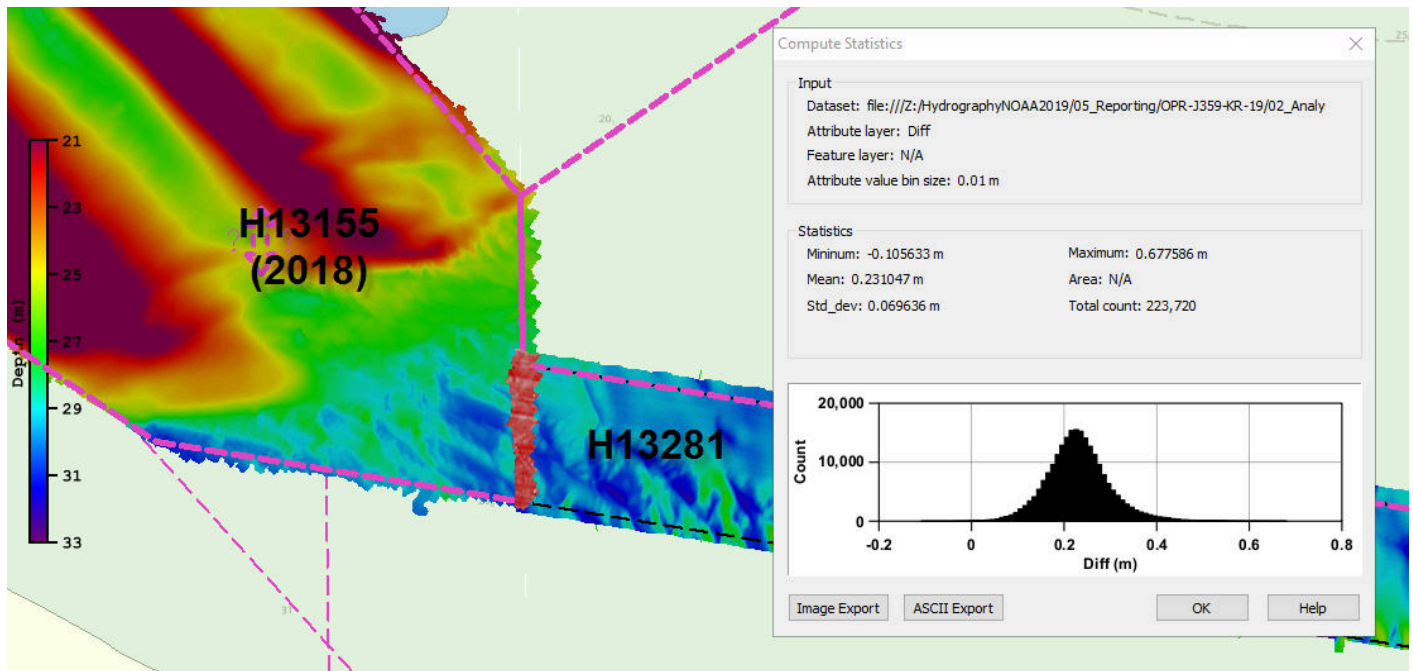 H13155
(2018)
H13281
Depth (m)
21
23
25
27
29
31
33
20
31
25
Compute Statistics
Input
Dataset: file:///Z:/HydrographyNOAA2019/05_Reporting/OPR-J359-KR-19/02_Analy
Attribute layer: Diff
Feature layer: N/A
Attribute value bin size: 0.01 m
Statistics
Mininum: -0.105633 m
Maximum: 0.677586 m
Mean: 0.231047 m
Area: N/A
Std_dev: 0.069636 m
Total count: 223,720
20,000
10,000
0
Count
-0.2 0 0.2 0.4 0.6 0.8
Diff (m)
Image Export
ASCII Export
OK
Help